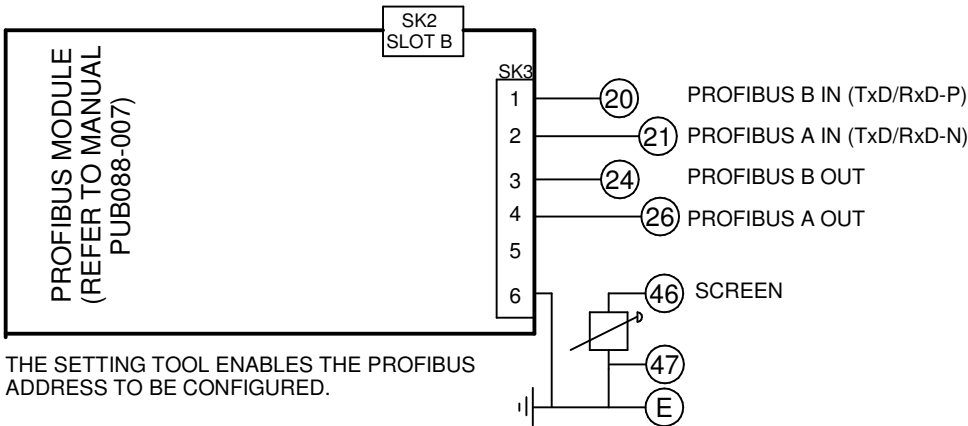 SK2
SLOT B
PROFIBUS MODULE
(REFER TO MANUAL
PUB088-007)
SK3
1
20
PROFIBUS B IN (TxD/RxD-P)
2
21
PROFIBUS A IN (TxD/RxD-N)
3
24
PROFIBUS B OUT
4
26
PROFIBUS A OUT
5
6
46
SCREEN
47
E
THE SETTING TOOL ENABLES THE PROFIBUS
ADDRESS TO BE CONFIGURED.